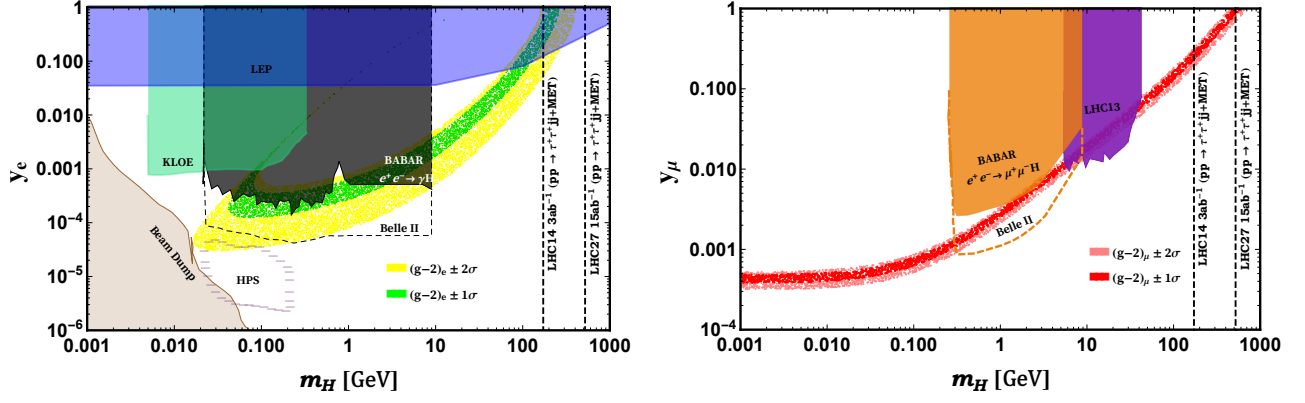 1
0.100
0.010
0.001
10⁻⁴
10⁻⁵
10⁻⁶
y_e
LEP
KLOE
BABAR
e⁺ e⁻→ γH
Belle II
Beam Dump
HPS
(g−2)_e ± 2σ
(g−2)_e ± 1σ
LHC14 3ab⁻¹ (pp → τ⁺τ⁺jj+MET)
LHC27 15ab⁻¹ (pp → τ⁺τ⁺jj+MET)
0.001 0.010 0.100 1 10 100 1000
m_H [GeV]
1
0.100
0.010
0.001
10⁻⁴
y_μ
LHC13
BABAR
e⁺ e⁻→ μ⁺ μ⁻H
Belle II
(g−2)_μ ± 2σ
(g−2)_μ ± 1σ
LHC14 3ab⁻¹ (pp → τ⁺τ⁺jj+MET)
LHC27 15ab⁻¹ (pp → τ⁺τ⁺jj+MET)
0.001 0.010 0.100 1 10 100 1000
m_H [GeV]